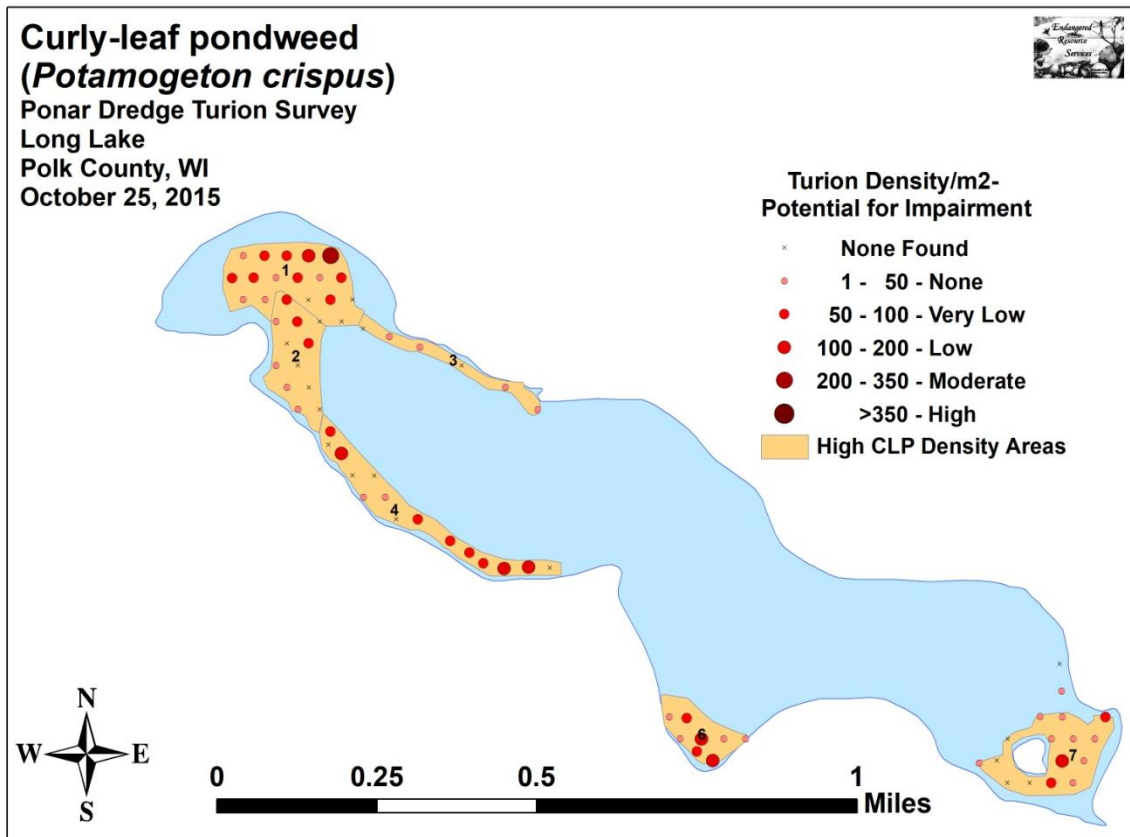 Curly-leaf pondweed
(Potamogeton crispus)
Ponar Dredge Turion Survey
Long Lake
Polk County, WI
October 25, 2015
Endangered
Resource
Services
Turion Density/m2-
Potential for Impairment
None Found
1 - 50 - None
50 - 100 - Very Low
100 - 200 - Low
200 - 350 - Moderate
>350 - High
High CLP Density Areas
1
2
3
4
6
7
N
W E
S
0 0.25 0.5 1
Miles